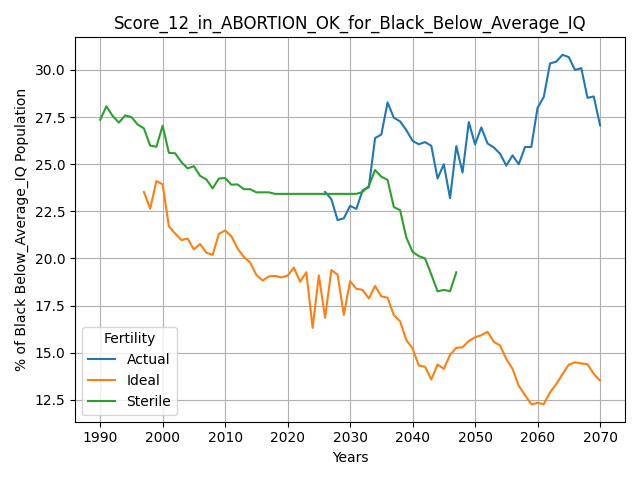 Score_12_in_ABORTION_OK_for_Black_Below_Average_IQ
% of Black Below_Average_IQ Population
30.0
27.5
25.0
22.5
20.0
17.5
15.0
12.5
Fertility
Actual
Ideal
Sterile
1990 2000 2010 2020 2030 2040 2050 2060 2070
Years